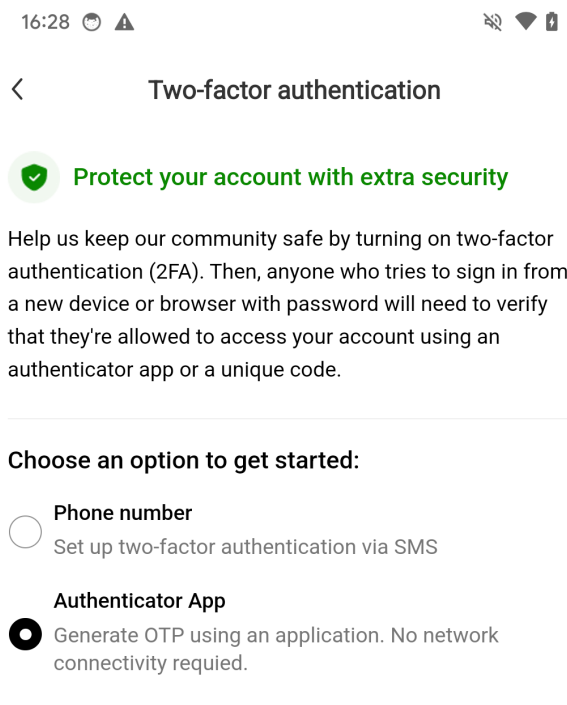 16:28
Two-factor authentication
Protect your account with extra security
Help us keep our community safe by turning on two-factor
authentication (2FA). Then, anyone who tries to sign in from
a new device or browser with password will need to verify
that they're allowed to access your account using an
authenticator app or a unique code.
Choose an option to get started:
Phone number
Set up two-factor authentication via SMS
Authenticator App
Generate OTP using an application. No network
connectivity requied.